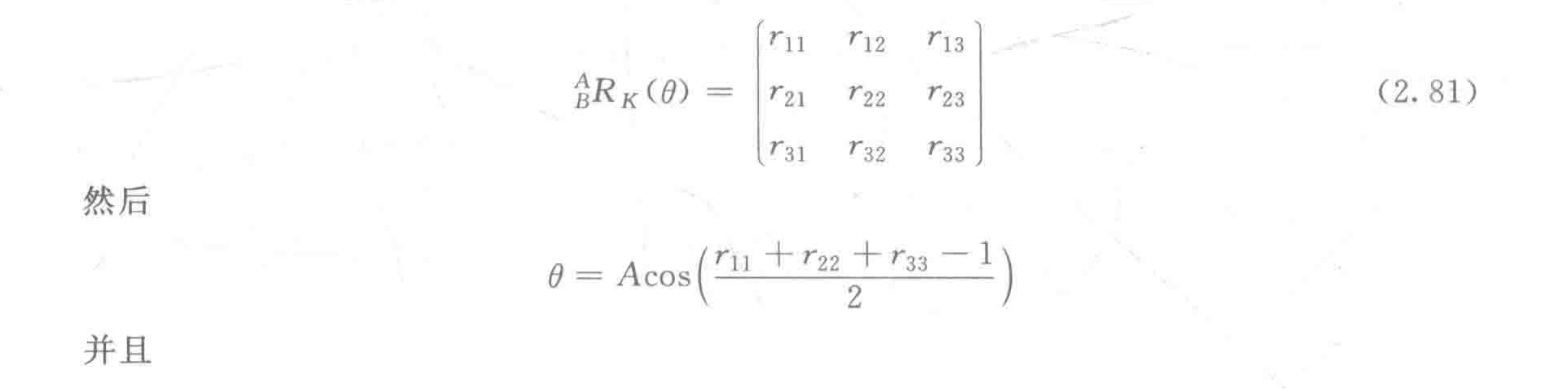 $$ {}^{A}_{B}R_{K}(\theta) = \begin{bmatrix} r_{11} & r_{12} & r_{13} \\ r_{21} & r_{22} & r_{23} \\ r_{31} & r_{32} & r_{33} \end{bmatrix} \quad (2.81) $$
然后
$$ \theta = A\cos\left(\frac{r_{11} + r_{22} + r_{33} - 1}{2}\right) $$
并且